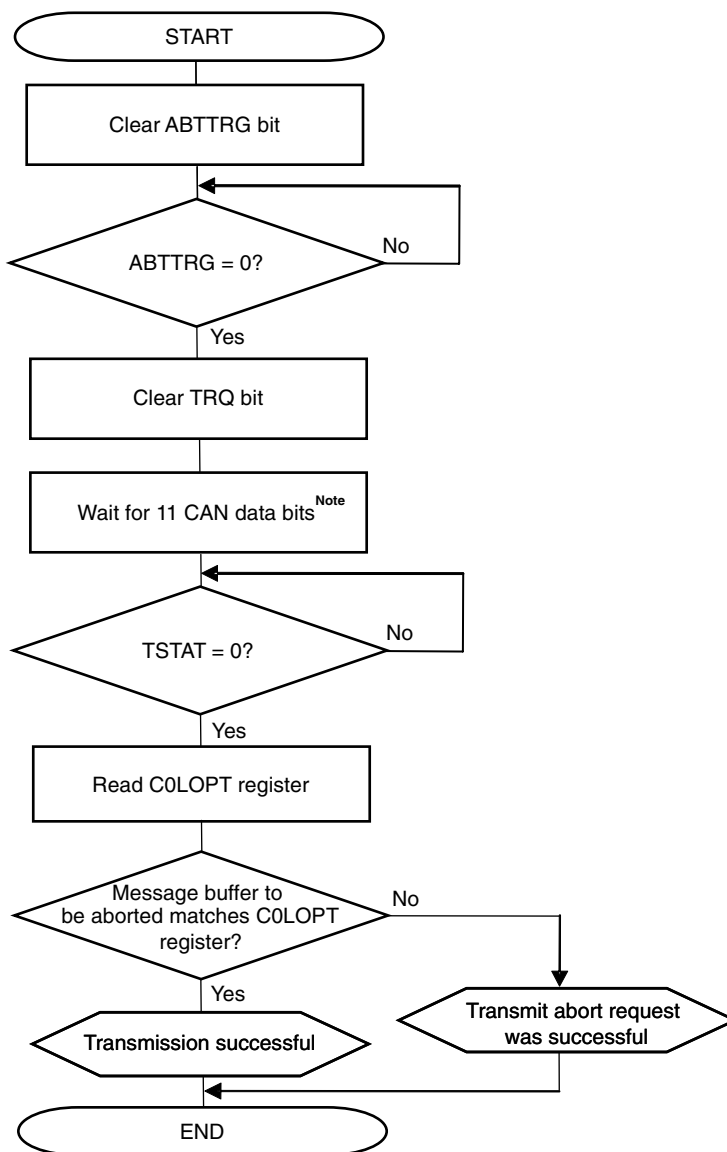 START
Clear ABTTRG bit
ABTTRG = 0?
No
Yes
Clear TRQ bit
Wait for 11 CAN data bits Note
TSTAT = 0?
No
Yes
Read C0LOPT register
Message buffer to
be aborted matches C0LOPT
register?
No
Yes
Transmission successful
Transmit abort request
was successful
END